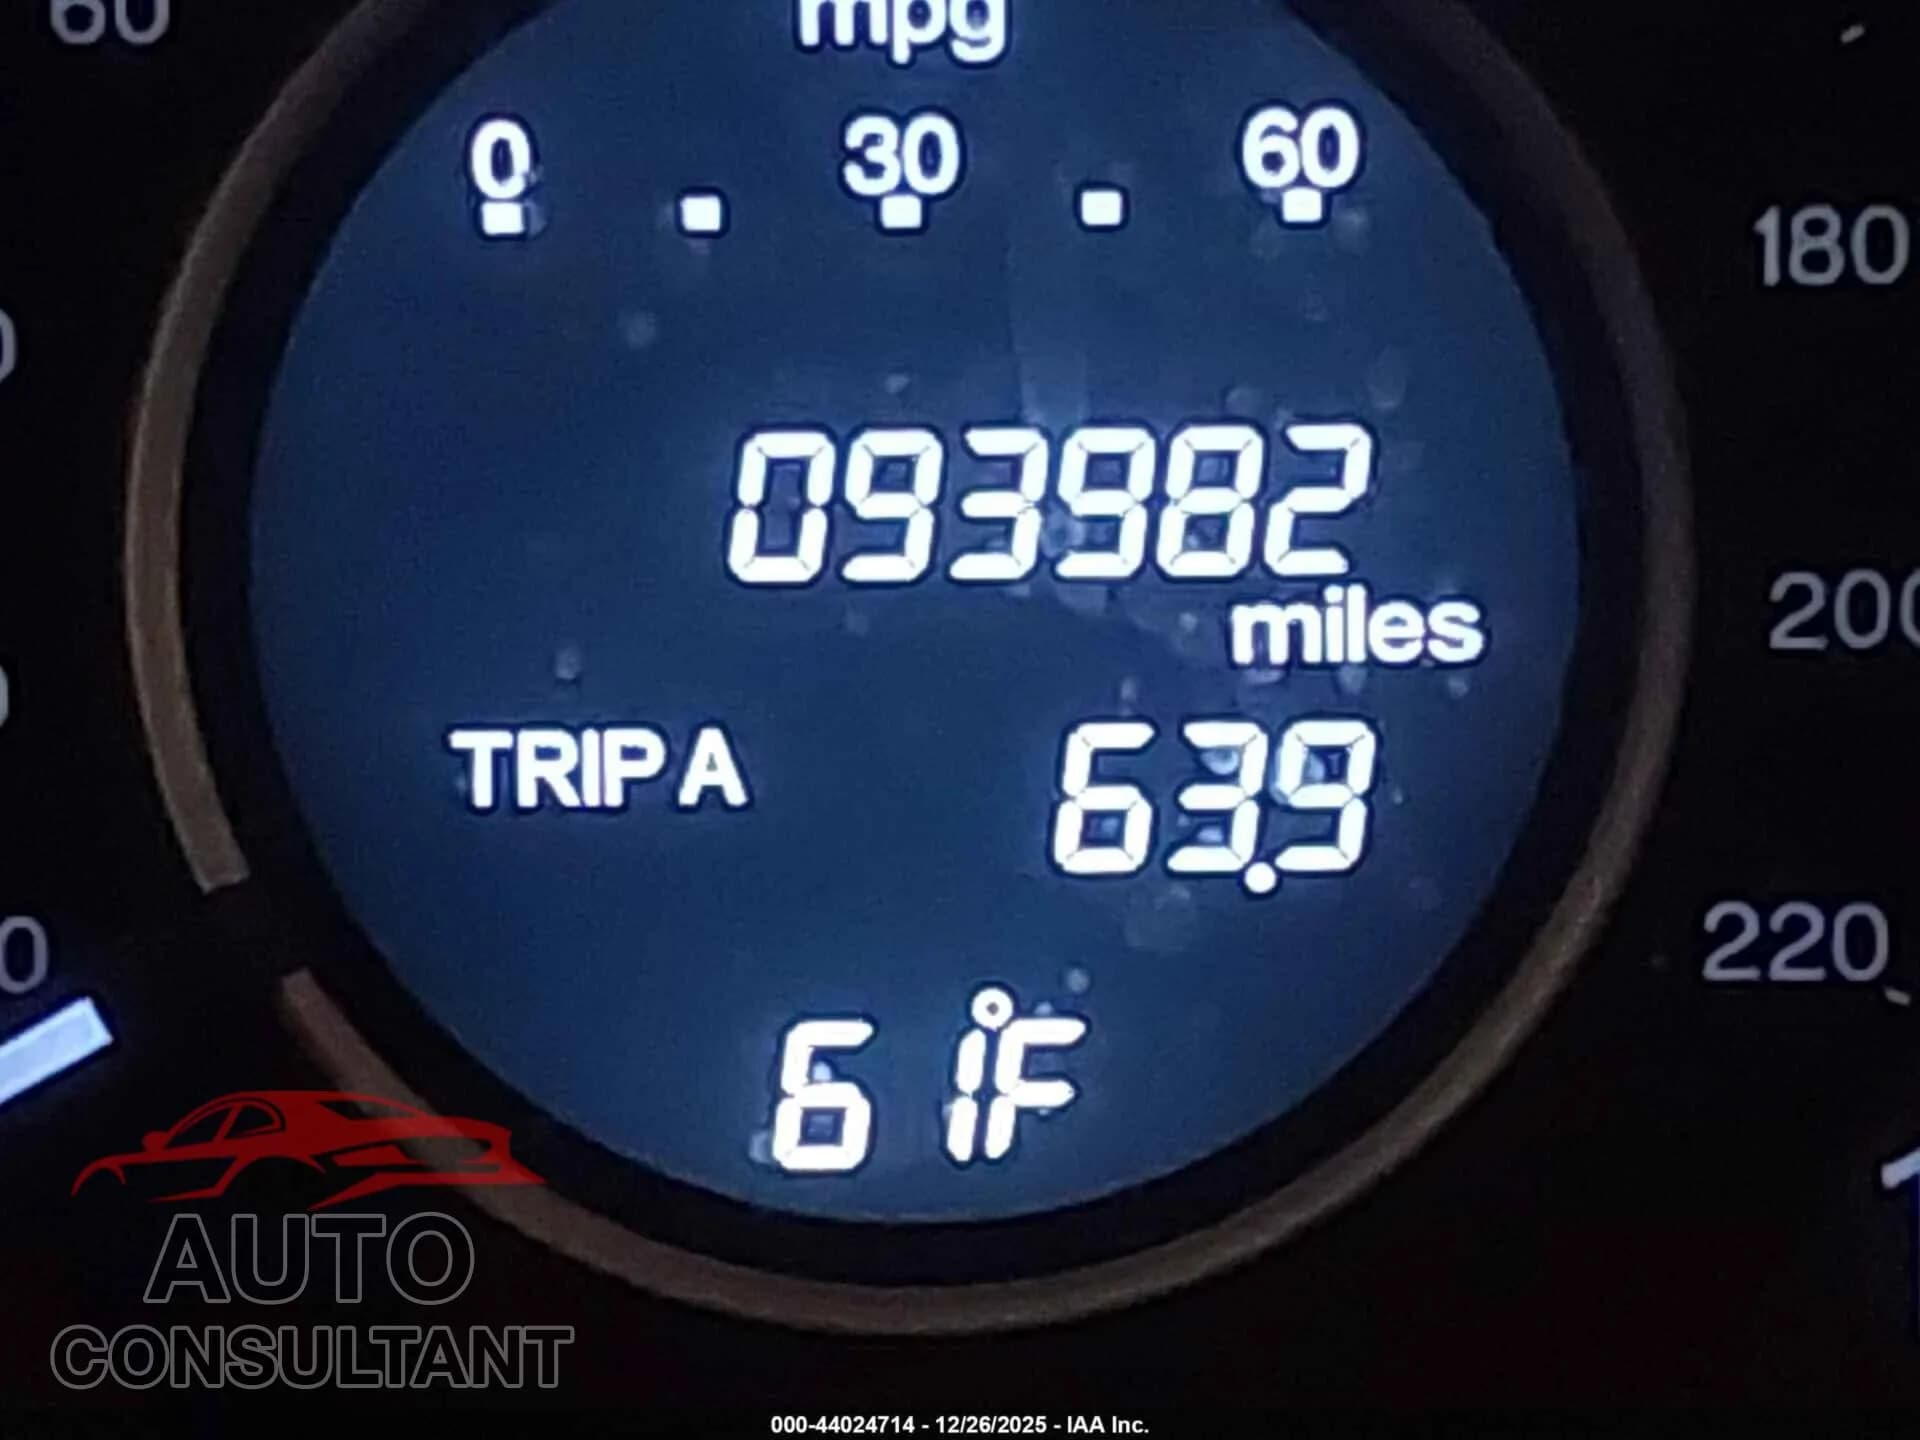 60
mpg
0 30 60
180
093982
miles
200
TRIP A 63.9
220
61°F
AUTO
CONSULTANT
000-44024714 - 12/26/2025 - IAA Inc.